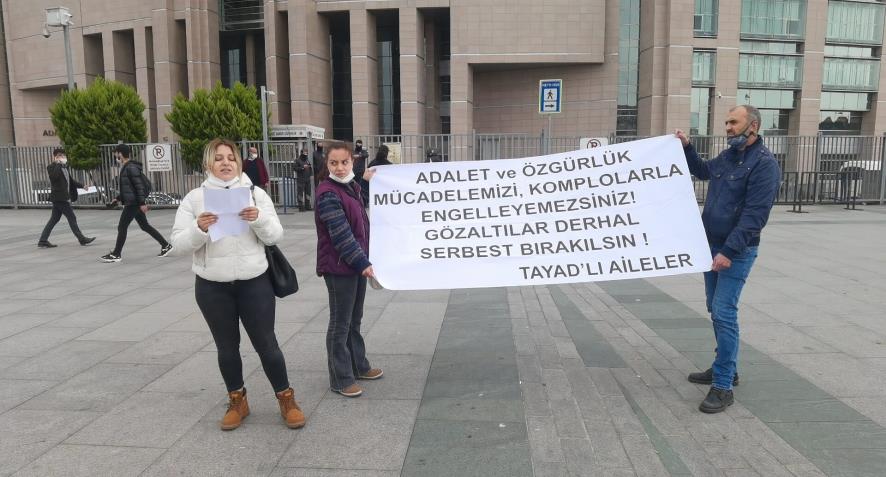 ADALET ve ÖZGÜRLÜK
MÜCADELEMİZİ, KOMPLOLARLA
ENGELLEYEMEZSİNİZ!
GÖZALTILAR DERHAL
SERBEST BIRAKILSIN !
TAYAD'LI AİLELER